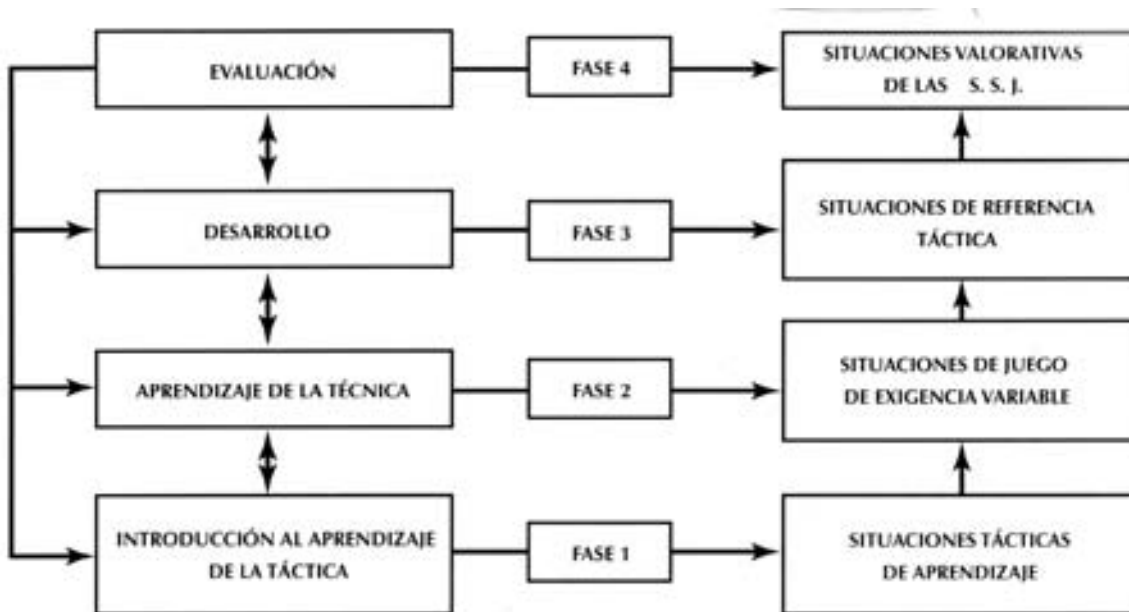 EVALUACIÓN
FASE 4
SITUACIONES VALORATIVAS
DE LAS S. S. J.
DESARROLLO
FASE 3
SITUACIONES DE REFERENCIA
TÁCTICA
APRENDIZAJE DE LA TÉCNICA
FASE 2
SITUACIONES DE JUEGO
DE EXIGENCIA VARIABLE
INTRODUCCIÓN AL APRENDIZAJE
DE LA TÁCTICA
FASE 1
SITUACIONES TÁCTICAS
DE APRENDIZAJE